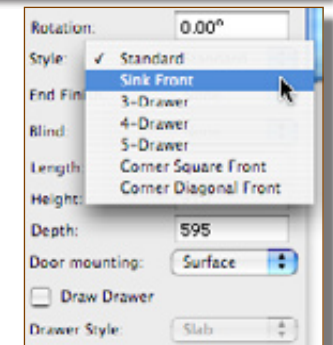 Rotation: 0.00°
Style: ✓ Standard
Sink Front
End Fini
3-Drawer
4-Drawer
Blind
5-Drawer
Length
Corner Square Front
Corner Diagonal Front
Height:
Depth: 595
Door mounting: Surface
Draw Drawer
Drawer Style: Slab